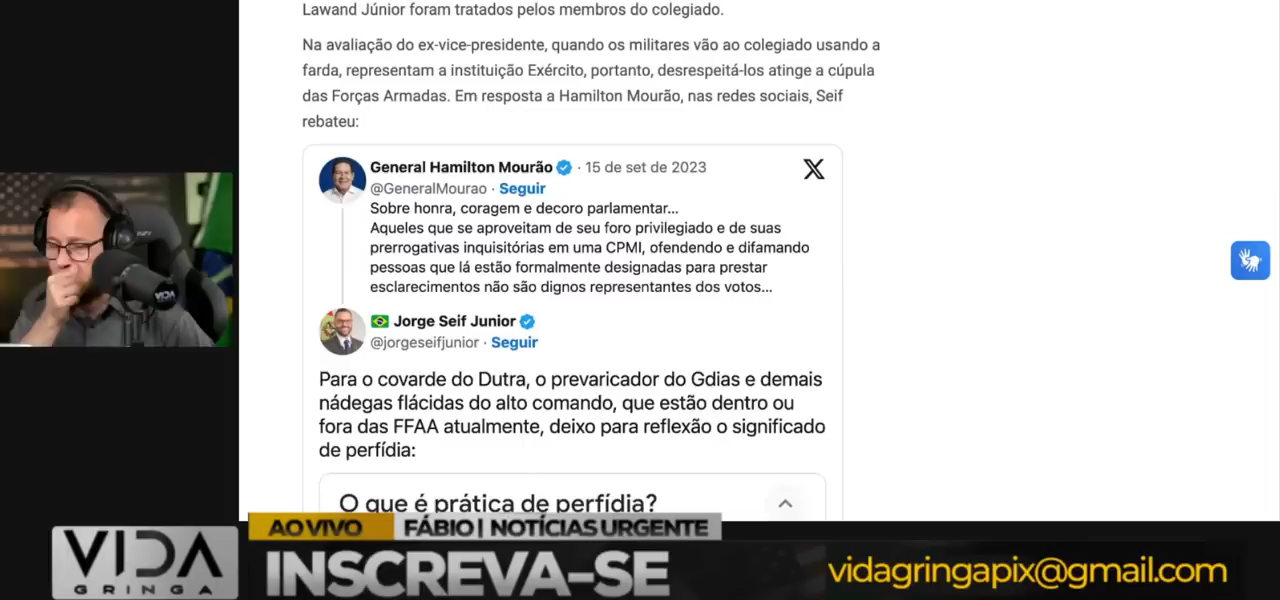 Lawand Júnior foram tratados pelos membros do colegiado.
Na avaliação do ex-vice-presidente, quando os militares vão ao colegiado usando a
farda, representam a instituição Exército, portanto, desrespeitá-los atinge a cúpula
das Forças Armadas. Em resposta a Hamilton Mourão, nas redes sociais, Seif
rebateu:
General Hamilton Mourão · 15 de set de 2023
@GeneralMourao · Seguir
Sobre honra, coragem e decoro parlamentar...
Aqueles que se aproveitam de seu foro privilegiado e de suas
prerrogativas inquisitórias em uma CPMI, ofendendo e difamando
pessoas que lá estão formalmente designadas para prestar
esclarecimentos não são dignos representantes dos votos...
Jorge Seif Junior
@jorgeseifjunior · Seguir
Para o covarde do Dutra, o prevaricador do Gdias e demais
nádegas flácidas do alto comando, que estão dentro ou
fora das FFAA atualmente, deixo para reflexão o significado
de perfídia:
O que é prática de perfídia?
AO VIVO FÁBIO | NOTÍCIAS URGENTE
VIDA
GRINGA
INSCREVA-SE
vidagringapix@gmail.com
VIDA